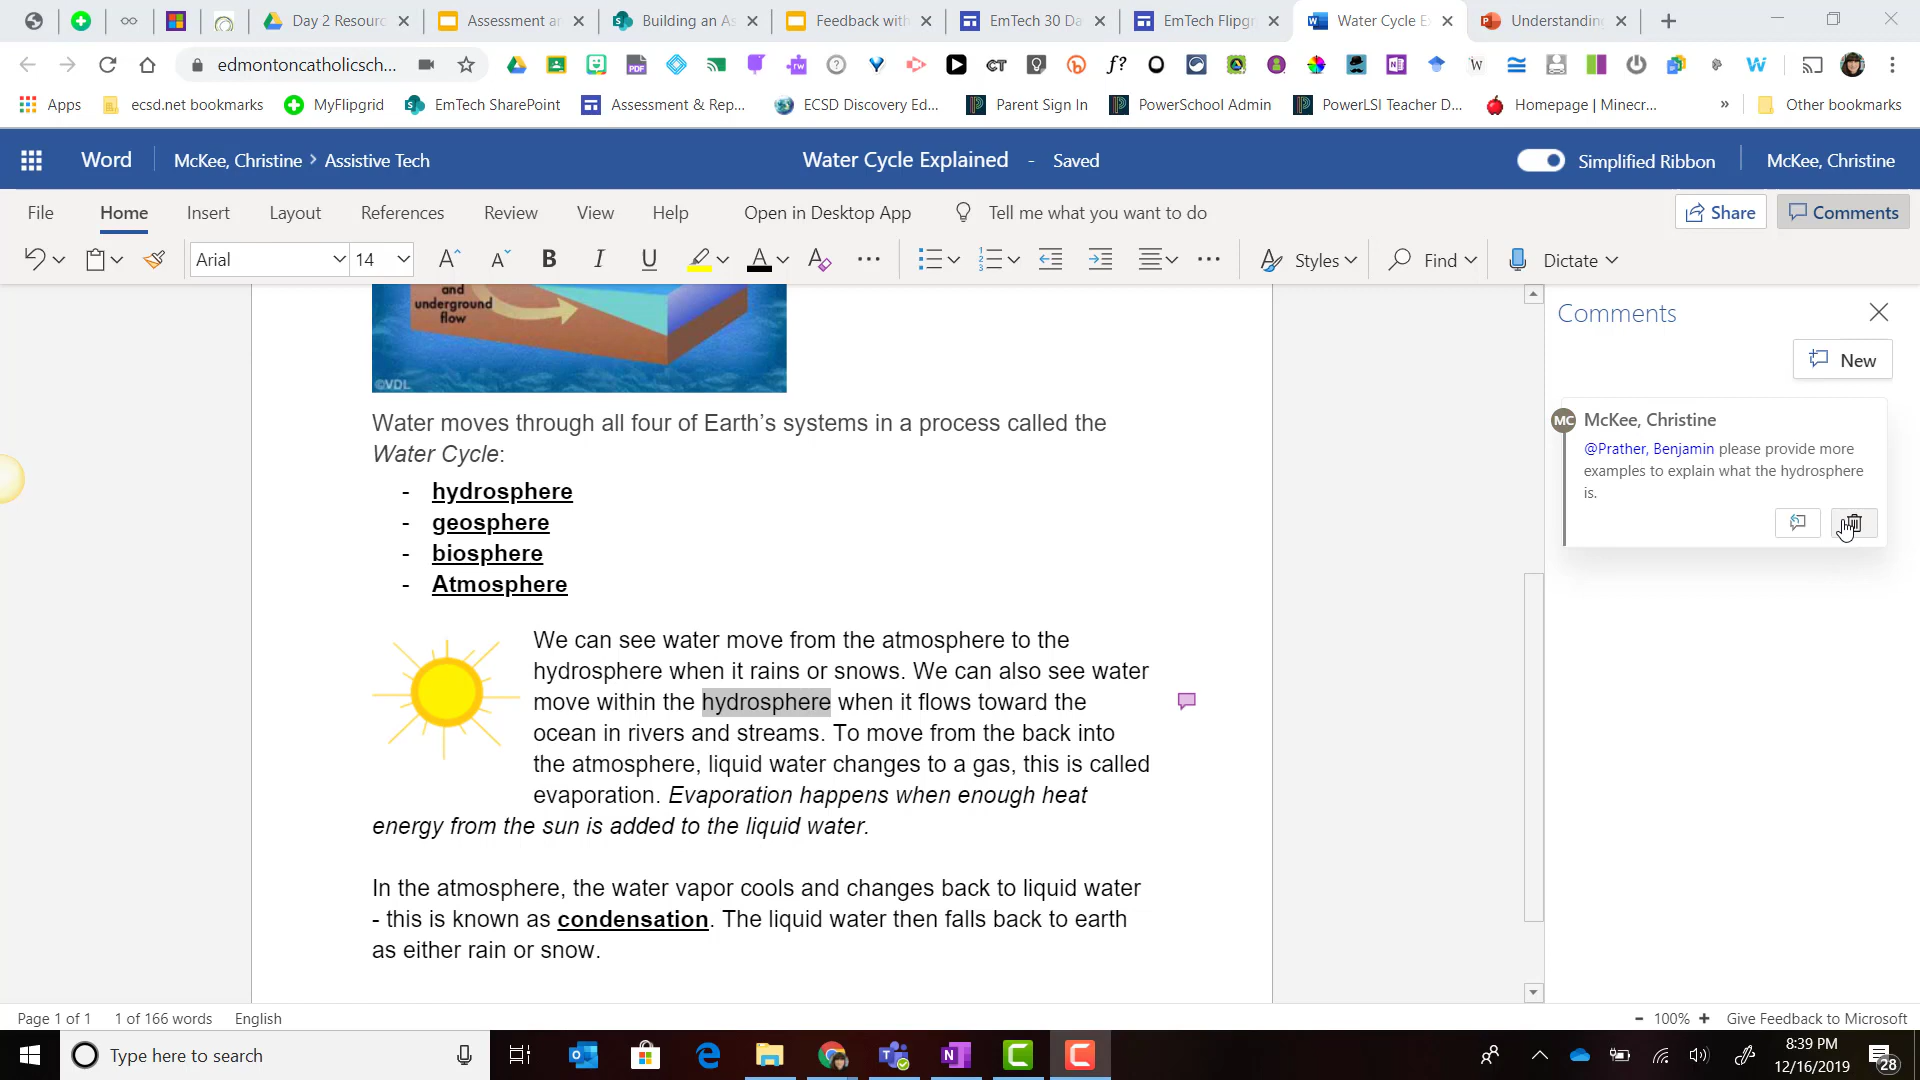 Day 2 Resourc
Assessment an
Building an As
Feedback with
EmTech 30 Da
EmTech Flipgr
Water Cycle E
Understanding
edmontoncatholicsch...
Apps
ecsd.net bookmarks
MyFlipgrid
EmTech SharePoint
Assessment & Rep...
ECSD Discovery Ed...
Parent Sign In
PowerSchool Admin
PowerLSI Teacher D...
Homepage | Minecr...
»
Other bookmarks
Word
McKee, Christine > Assistive Tech
Water Cycle Explained - Saved
Simplified Ribbon
McKee, Christine
File
Home
Insert
Layout
References
Review
View
Help
Open in Desktop App
Tell me what you want to do
Share
Comments
Arial
14
Styles
Find
Dictate
and
underground
flow
©VDL
Water moves through all four of Earth’s systems in a process called the
Water Cycle:
- hydrosphere
- geosphere
- biosphere
- Atmosphere
We can see water move from the atmosphere to the
hydrosphere when it rains or snows. We can also see water
move within the hydrosphere when it flows toward the
ocean in rivers and streams. To move from the back into
the atmosphere, liquid water changes to a gas, this is called
evaporation. Evaporation happens when enough heat
energy from the sun is added to the liquid water.
In the atmosphere, the water vapor cools and changes back to liquid water
- this is known as condensation. The liquid water then falls back to earth
as either rain or snow.
Comments
New
MC
McKee, Christine
@Prather, Benjamin please provide more
examples to explain what the hydrosphere
is.
Page 1 of 1
1 of 166 words
English
- 100% +
Give Feedback to Microsoft
Type here to search
8:39 PM
12/16/2019
28